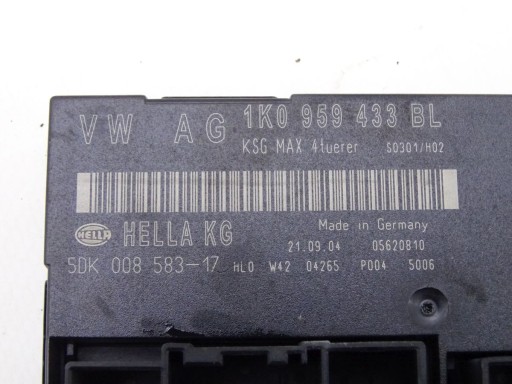 VW AG 1K0 959 433 BL
KSG MAX 4tuerer S0301/H02
HELLA HELLA KG Made in Germany
21.09.04 05620810
5DK 008 583-17 HL0 W42 04265 P004 5006